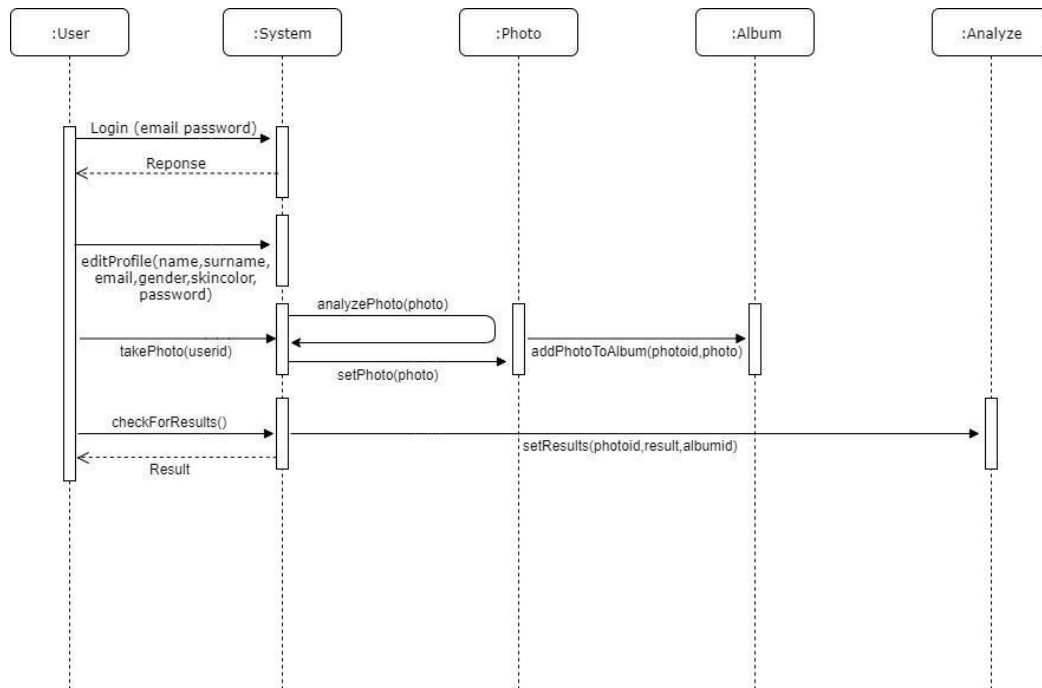 :User
:System
:Photo
:Album
:Analyze
Login (email password)
Reponse
editProfile(name,surname,
email,gender,skincolor,
password)
analyzePhoto(photo)
takePhoto(userid)
addPhotoToAlbum(photoid,photo)
setPhoto(photo)
checkForResults()
setResults(photoid,result,albumid)
Result